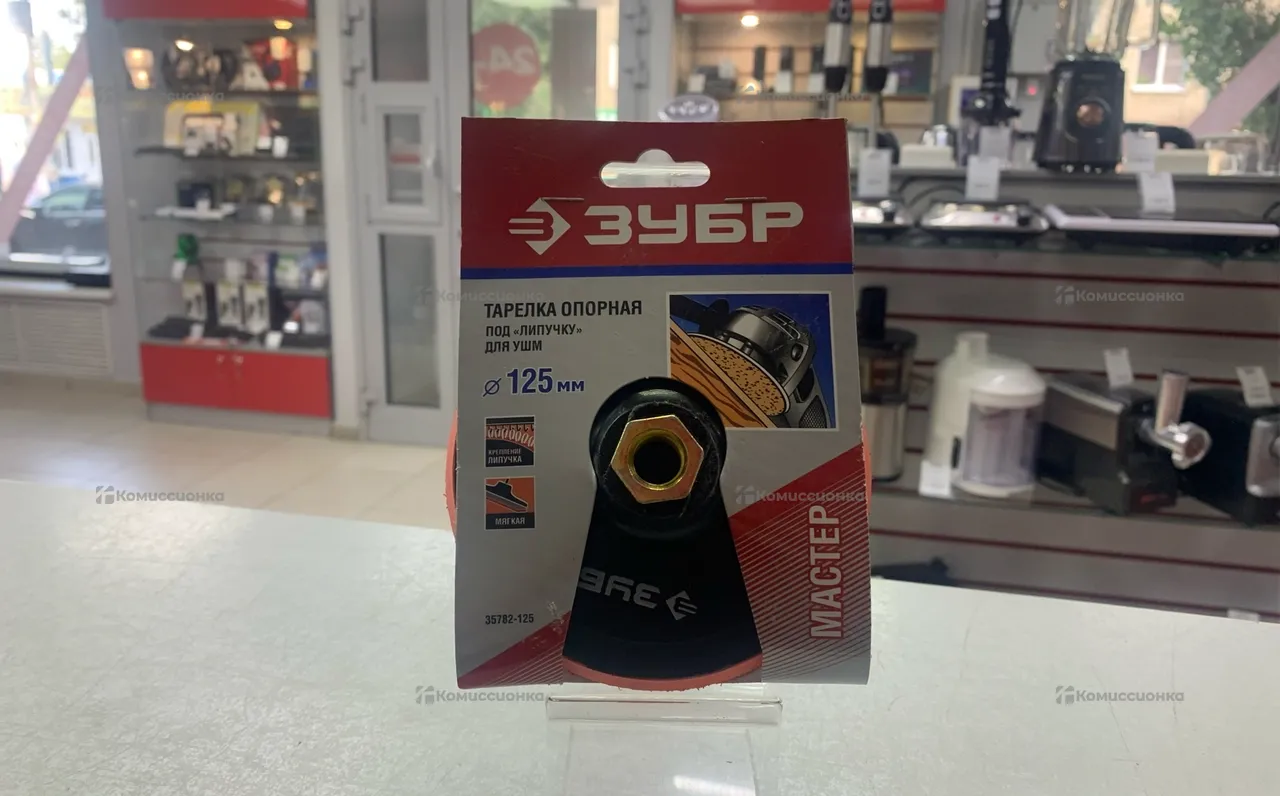 24
ЗУБР
ТАРЕЛКА ОПОРНАЯ
ПОД «ЛИПУЧКУ»
ДЛЯ УШМ
⌀ 125 мм
КРЕПЛЕНИЕ
ЛИПУЧКА
МЯГКАЯ
35782-125
МАСТЕР
ЗУБР
Комиссионка
Комиссионка
Комиссионка
Комиссионка
Комиссионка
Комиссионка